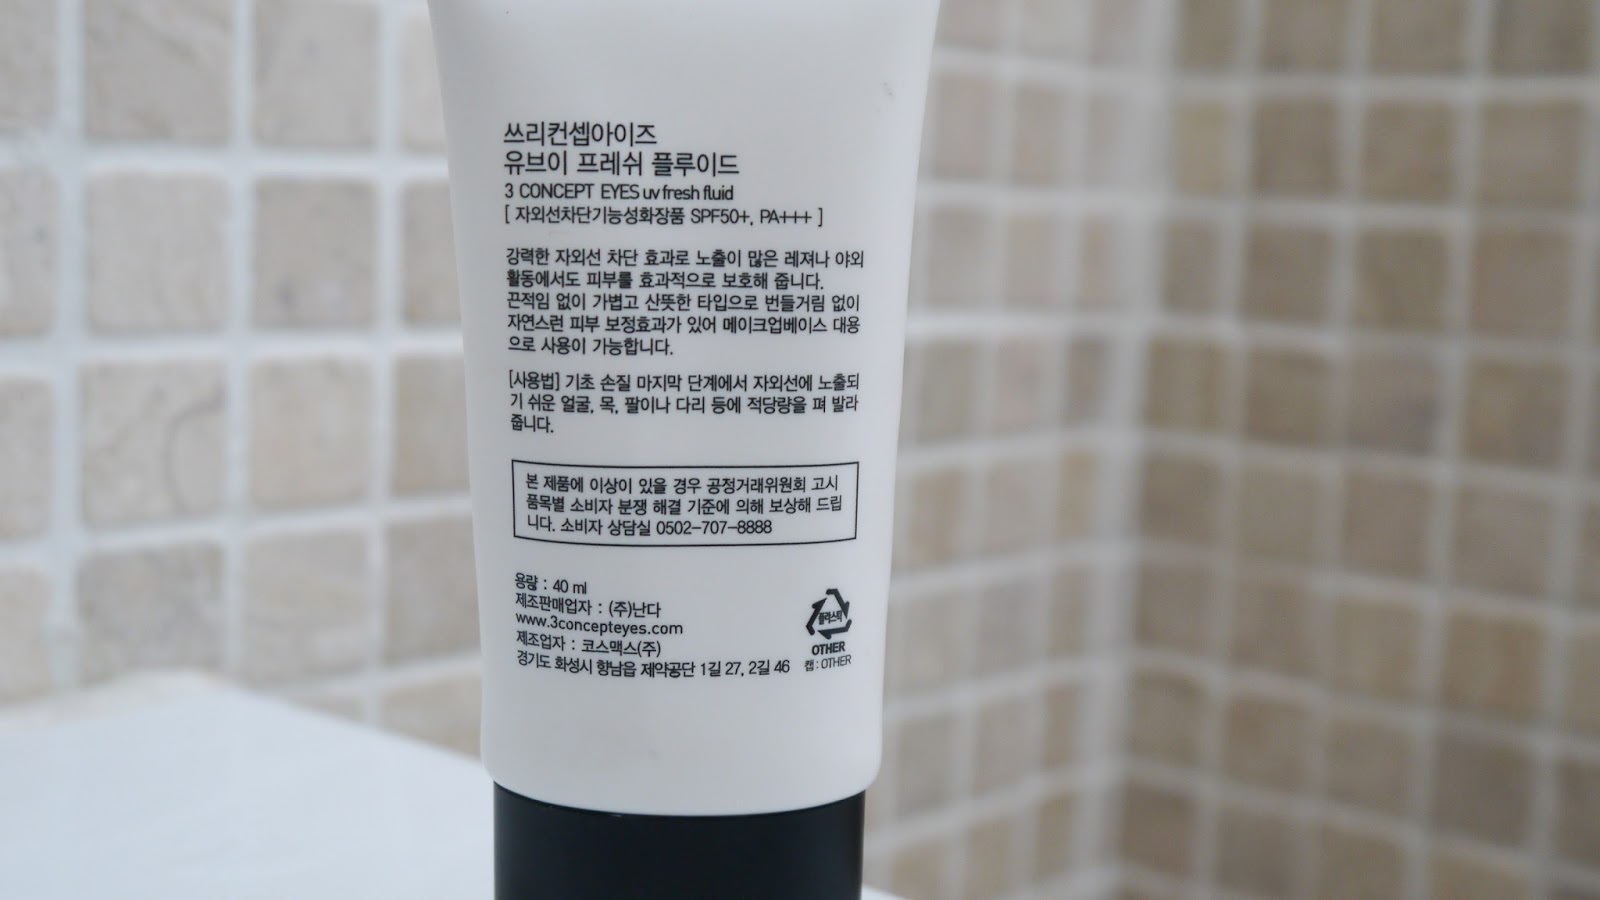 쓰리컨셉아이즈
유브이 프레쉬 플루이드
3 CONCEPT EYES uv fresh fluid
[ 자외선차단기능성화장품 SPF50+, PA+++ ]
강력한 자외선 차단 효과로 노출이 많은 레져나 야외
활동에서도 피부를 효과적으로 보호해 줍니다.
끈적임 없이 가볍고 산뜻한 타입으로 번들거림 없이
자연스런 피부 보정효과가 있어 메이크업베이스 대용
으로 사용이 가능합니다.
[사용법] 기초 손질 마지막 단계에서 자외선에 노출되
기 쉬운 얼굴, 목, 팔이나 다리 등에 적당량을 펴 발라
줍니다.
본 제품에 이상이 있을 경우 공정거래위원회 고시
품목별 소비자 분쟁 해결 기준에 의해 보상해 드립
니다. 소비자 상담실 0502-707-8888
용량 : 40 ml
제조판매업자 : (주)난다
www.3concepteyes.com
제조업자 : 코스맥스(주)
경기도 화성시 향남읍 제약공단 1길 27, 2길 46
플라스틱
OTHER
캡 : OTHER